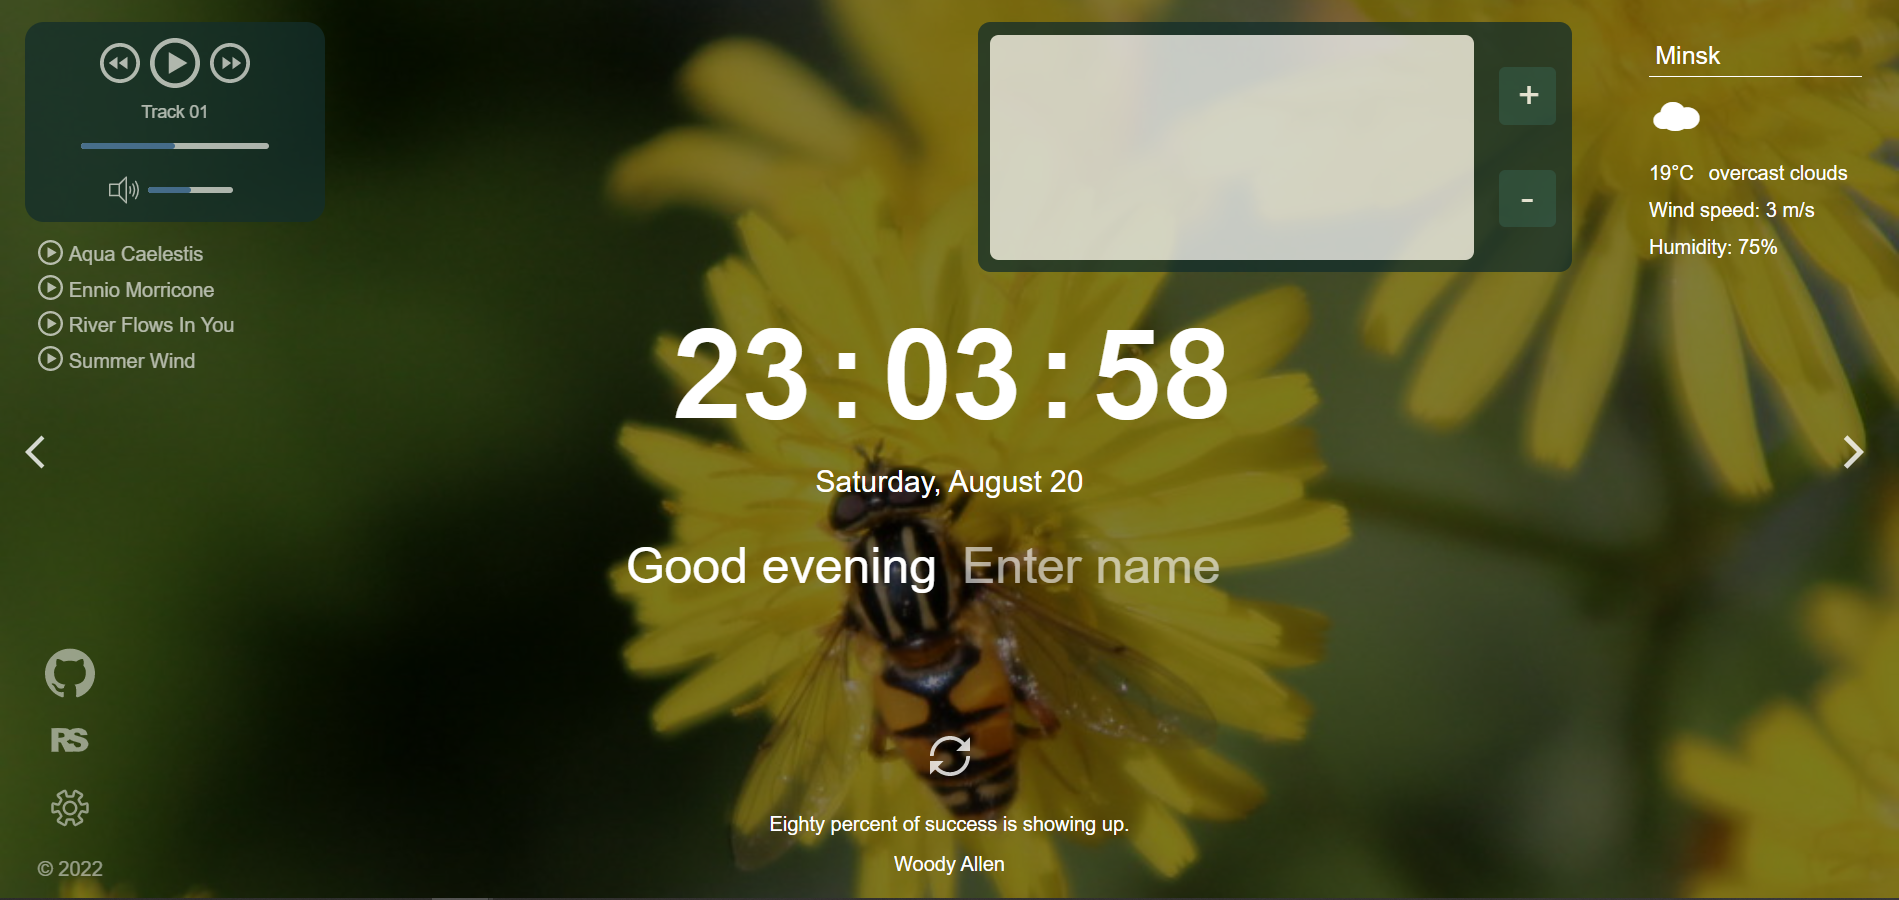 Track 01
Aqua Caelestis
Ennio Morricone
River Flows In You
Summer Wind
+
-
Minsk
19°C overcast clouds
Wind speed: 3 m/s
Humidity: 75%
23:03:58
Saturday, August 20
Good evening Enter name
RS
© 2022
Eighty percent of success is showing up.
Woody Allen